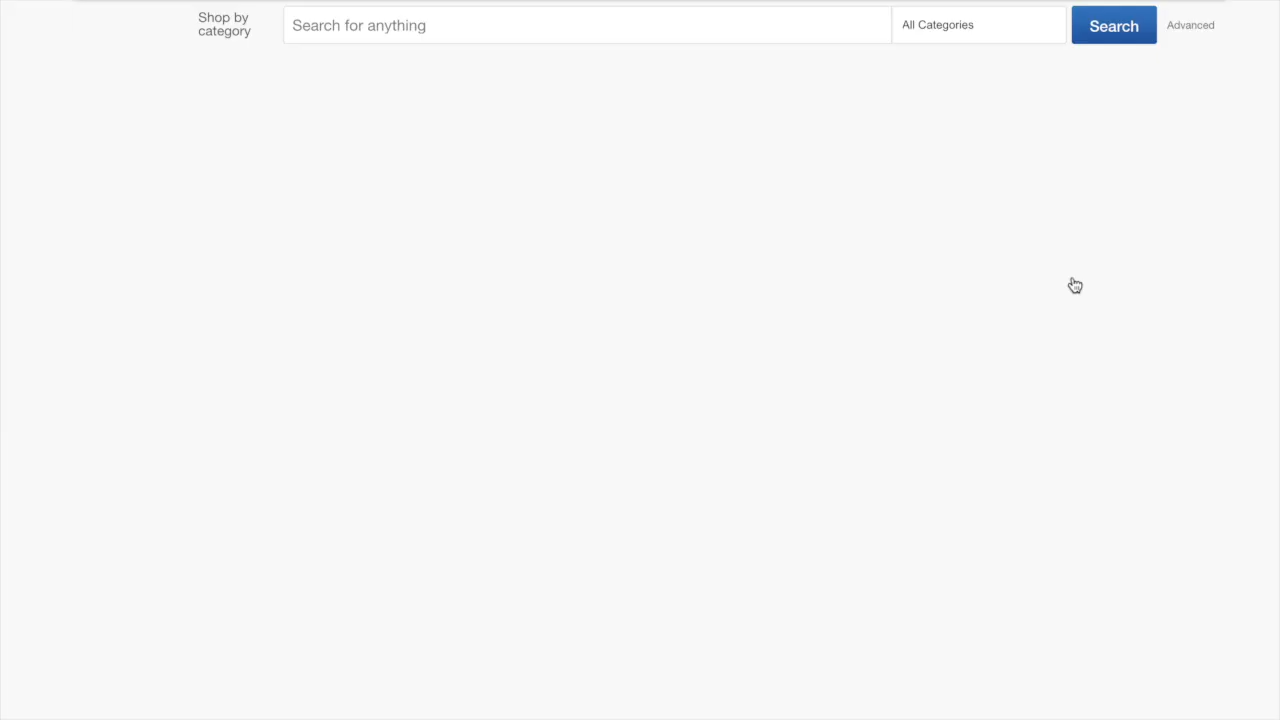 Shop by
category
Search for anything
All Categories
Search
Advanced